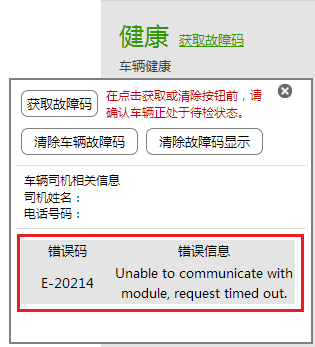 健康 获取故障码
车辆健康
获取故障码 在点击获取或清除按钮前，请
确认车辆正处于待检状态。
清除车辆故障码 清除故障码显示
车辆司机相关信息
司机姓名：
电话号码：
错误码 错误信息
E-20214 Unable to communicate with
module, request timed out.